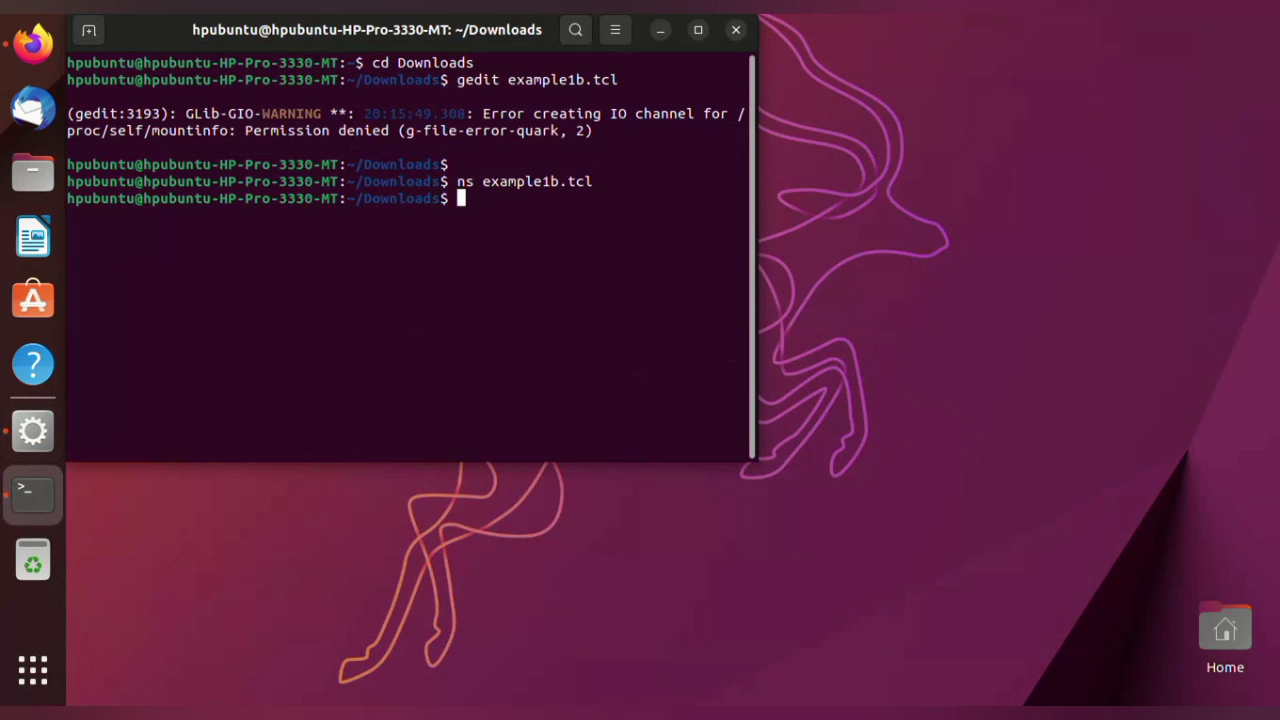 hpubuntu@hpubuntu-HP-Pro-3330-MT: ~/Downloads
hpubuntu@hpubuntu-HP-Pro-3330-MT:~$ cd Downloads
hpubuntu@hpubuntu-HP-Pro-3330-MT:~/Downloads$ gedit example1b.tcl
(gedit:3193): GLib-GIO-WARNING **: 20:15:49.308: Error creating IO channel for /
proc/self/mountinfo: Permission denied (g-file-error-quark, 2)
hpubuntu@hpubuntu-HP-Pro-3330-MT:~/Downloads$
hpubuntu@hpubuntu-HP-Pro-3330-MT:~/Downloads$ ns example1b.tcl
hpubuntu@hpubuntu-HP-Pro-3330-MT:~/Downloads$
Home